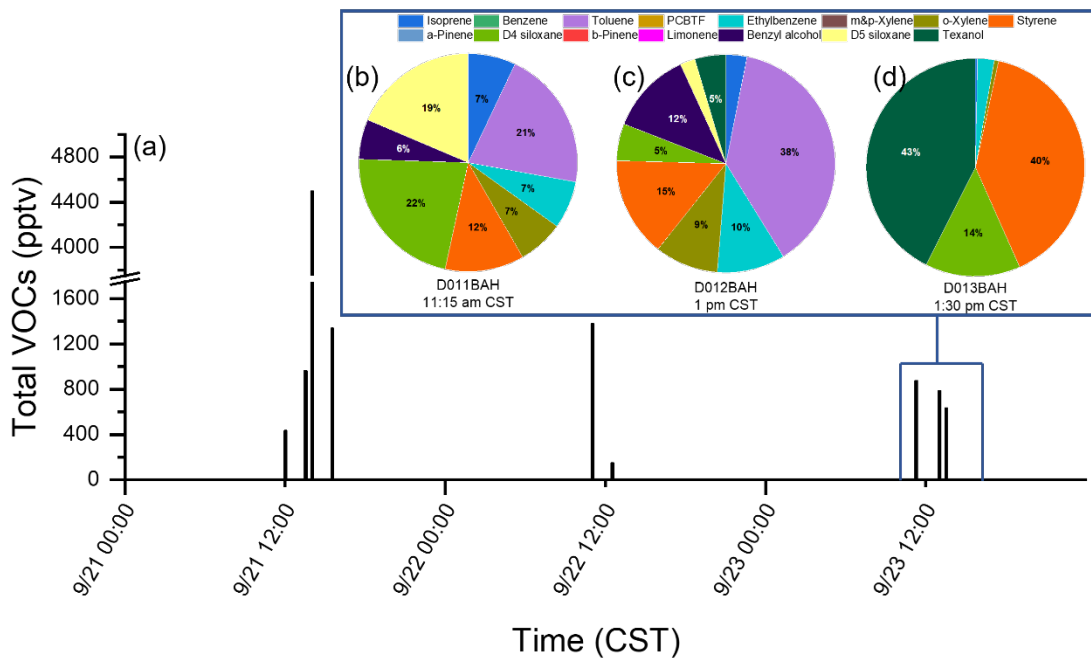 Isoprene Benzene Toluene PCBTF Ethylbenzene m&p-Xylene o-Xylene Styrene
a-Pinene D4 siloxane b-Pinene Limonene Benzyl alcohol D5 siloxane Texanol
(a)
(b)
7%
21%
7%
7%
12%
22%
6%
19%
D011BAH
11:15 am CST
(c)
38%
10%
9%
15%
5%
12%
5%
D012BAH
1 pm CST
(d)
40%
14%
43%
D013BAH
1:30 pm CST
Total VOCs (pptv)
4800
4400
4000
1600
1200
800
400
0
9/21 00:00
9/21 12:00
9/22 00:00
9/22 12:00
9/23 00:00
9/23 12:00
Time (CST)